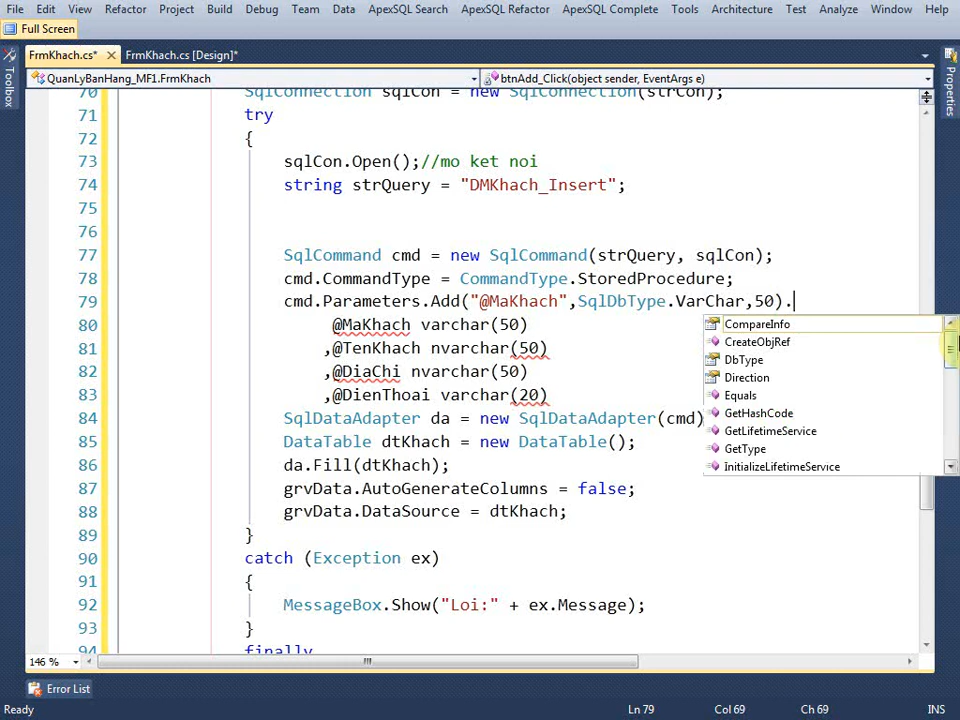 File Edit View Refactor Project Build Debug Team Data ApexSQL Search ApexSQL Refactor ApexSQL Complete Tools Architecture Test Analyze Window Help
Full Screen
FrmKhach.cs* FrmKhach.cs [Design]*
QuanLyBanHang_MF1.FrmKhach btnAdd_Click(object sender, EventArgs e)
Toolbox
Properties
70 SqlConnection sqlCon = new SqlConnection(strCon);
71 try
72 {
73 sqlCon.Open();//mo ket noi
74 string strQuery = "DMKhach_Insert";
75
76
77 SqlCommand cmd = new SqlCommand(strQuery, sqlCon);
78 cmd.CommandType = CommandType.StoredProcedure;
79 cmd.Parameters.Add("@MaKhach",SqlDbType.VarChar,50).
80 @MaKhach varchar(50)
81 ,@TenKhach nvarchar(50)
82 ,@DiaChi nvarchar(50)
83 ,@DienThoai varchar(20)
84 SqlDataAdapter da = new SqlDataAdapter(cmd)
85 DataTable dtKhach = new DataTable();
86 da.Fill(dtKhach);
87 grvData.AutoGenerateColumns = false;
88 grvData.DataSource = dtKhach;
89 }
90 catch (Exception ex)
91 {
92 MessageBox.Show("Loi:" + ex.Message);
93 }
94 finally
CompareInfo
CreateObjRef
DbType
Direction
Equals
GetHashCode
GetLifetimeService
GetType
InitializeLifetimeService
146 %
Error List
Ready Ln 79 Col 69 Ch 69 INS